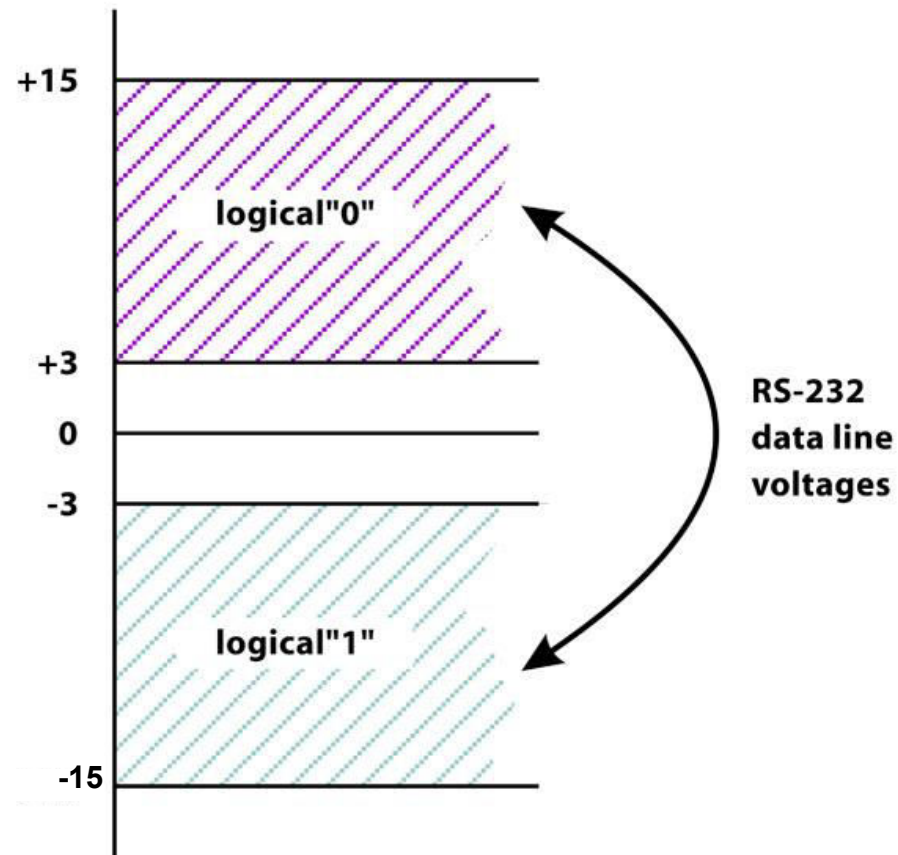 +15
logical"0"
+3
0
-3
RS-232
data line
voltages
logical"1"
-15